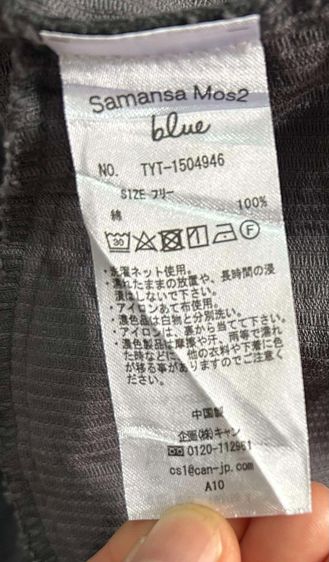 Samansa Mos2
blue
NO. TYT-1504946
SIZE フリー
綿 100%
30 F
・洗濯ネット使用。
・濡れたままの放置や、長時間の浸
漬はしないで下さい。
・アイロンあて布使用。
・濃色品は白物と分別洗い。
・アイロンは、裏から当てて下さい。
・濃色製品は摩擦や汗、雨等で濡れ
た時などに、他の衣料や下着に色
が移る事がありますのでご注意く
ださい。
中国製
企画(株)キャン
0120-112961
cs1@can-jp.com
A10